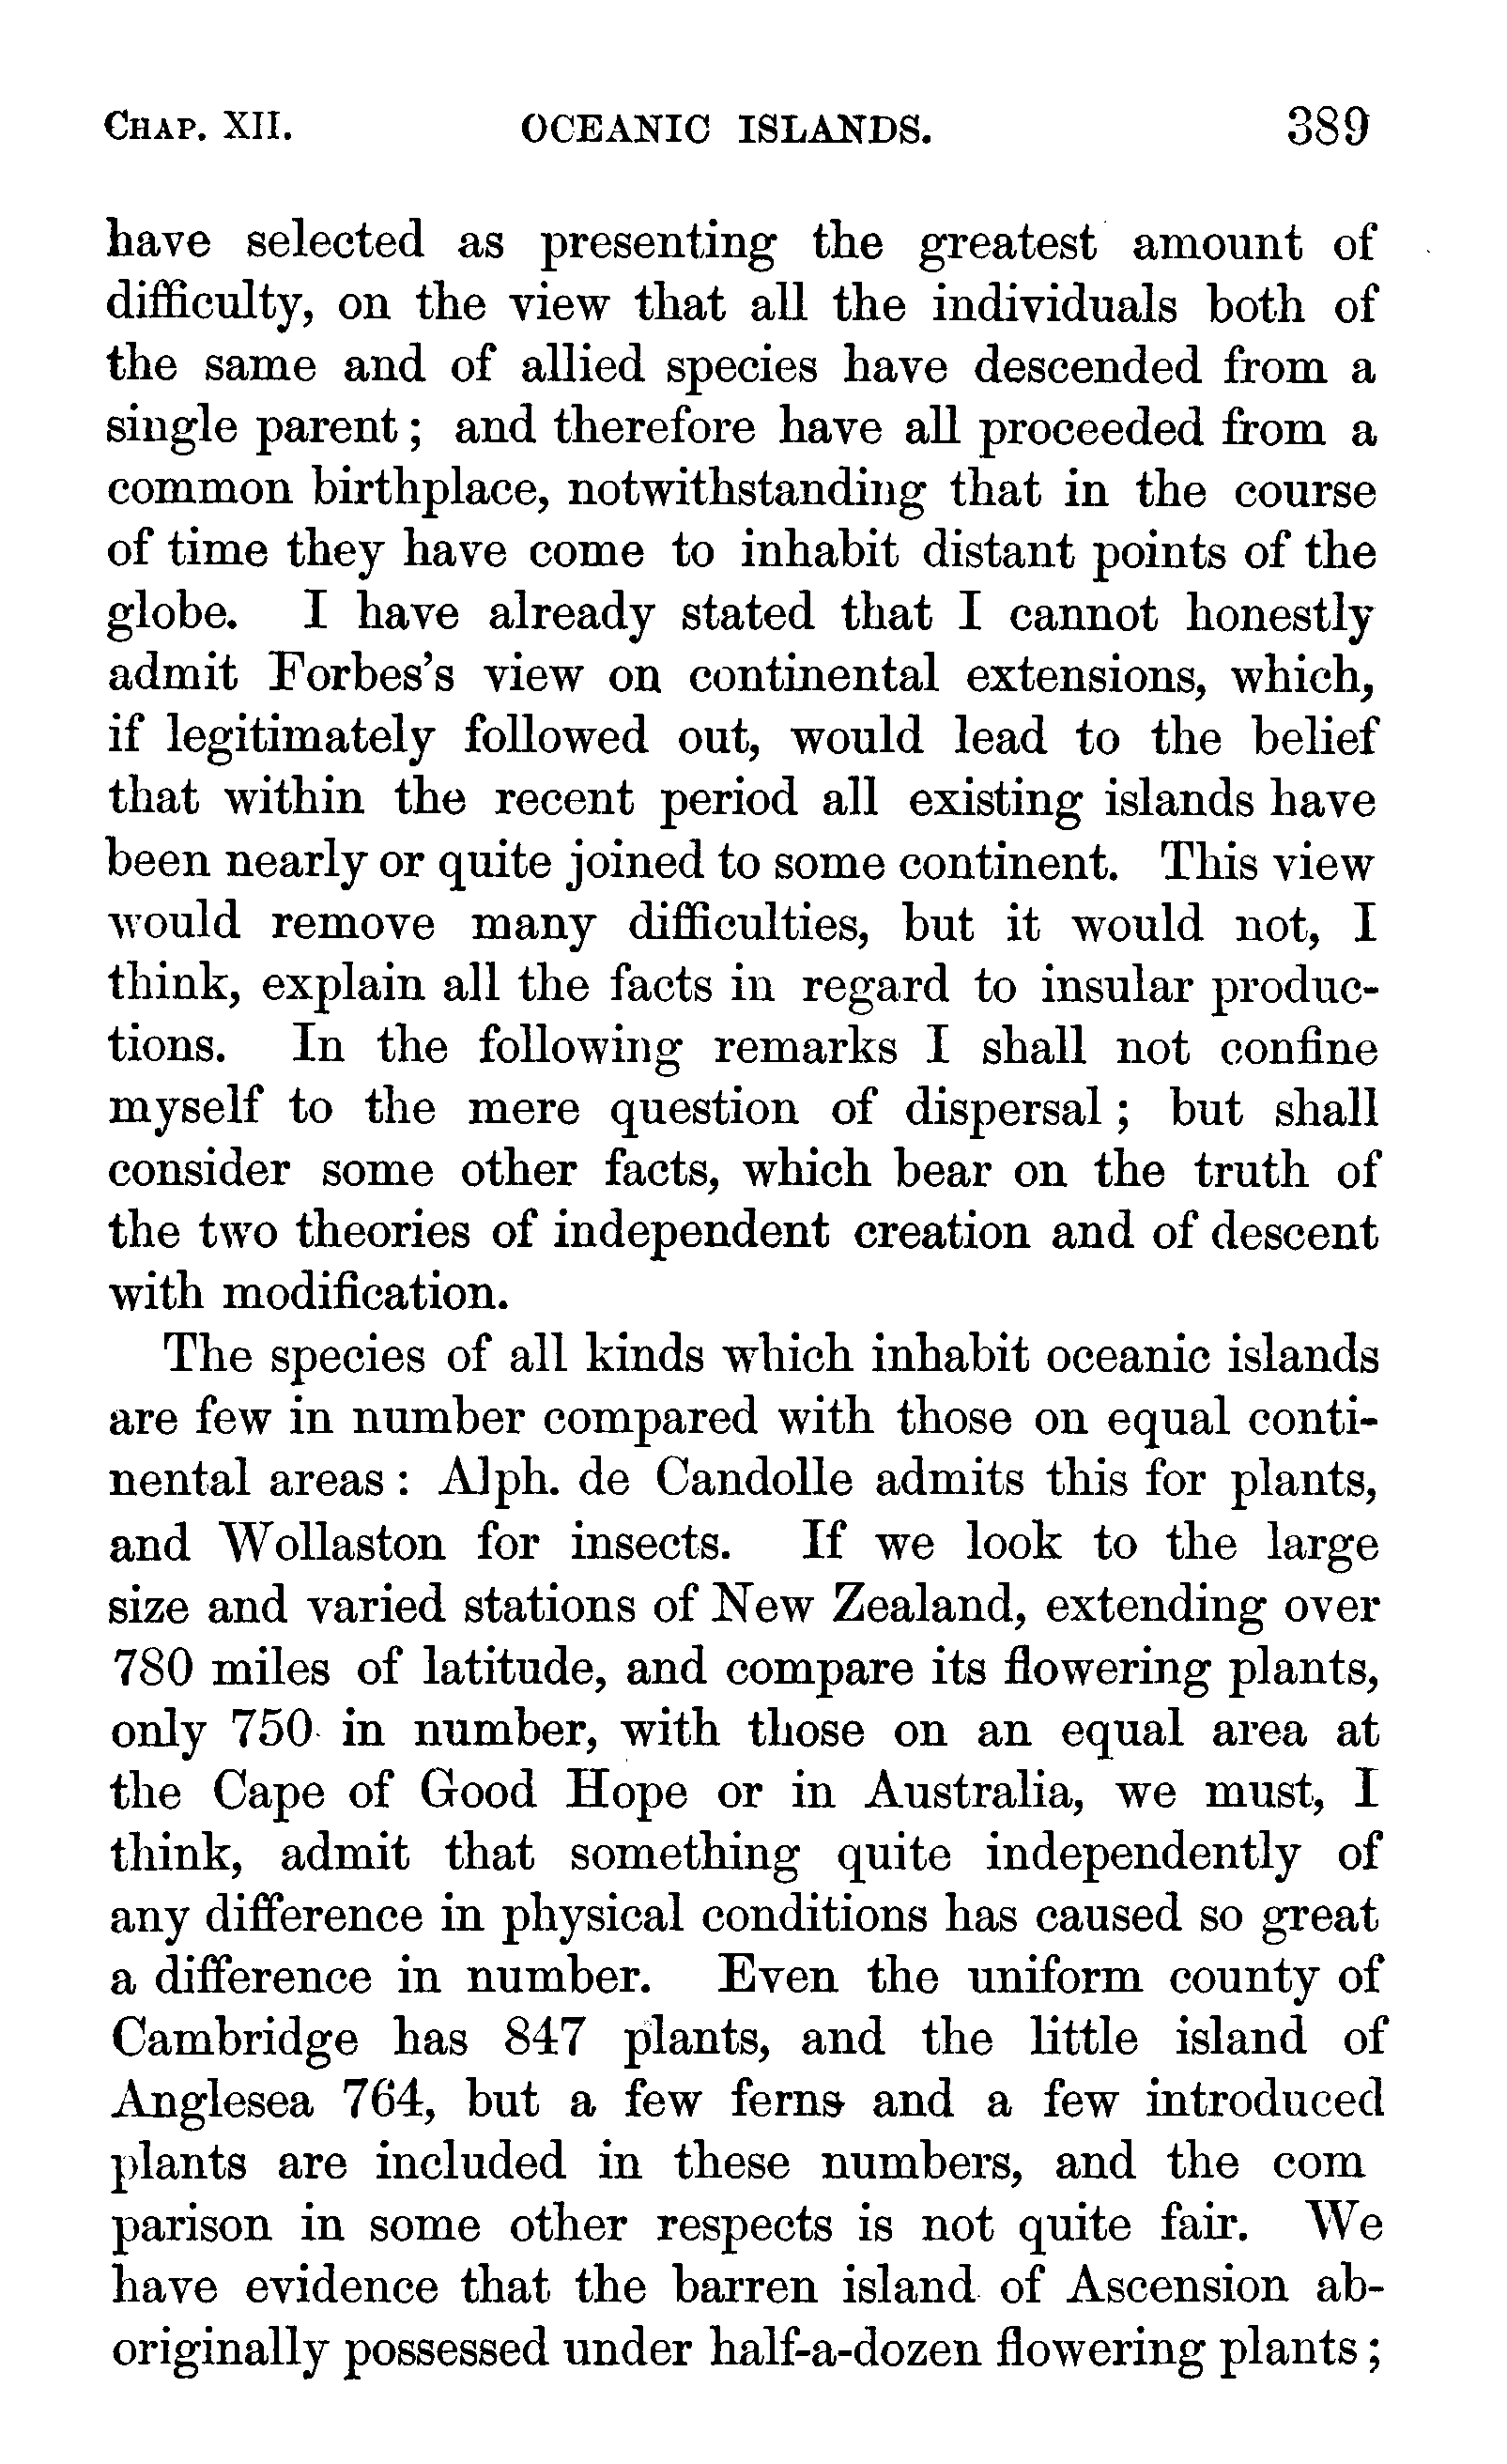 CHAP. XII. OCEANIC ISLANDS. 389
have selected as presenting the greatest amount of
difficulty, on the view that all the individuals both of
the same and of allied species have descended from a
single parent; and therefore have all proceeded from a
common birthplace, notwithstanding that in the course
of time they have come to inhabit distant points of the
globe. I have already stated that I cannot honestly
admit Forbes's view on continental extensions, which,
if legitimately followed out, would lead to the belief
that within the recent period all existing islands have
been nearly or quite joined to some continent. This view
would remove many difficulties, but it would not, I
think, explain all the facts in regard to insular produc-
tions. In the following remarks I shall not confine
myself to the mere question of dispersal; but shall
consider some other facts, which bear on the truth of
the two theories of independent creation and of descent
with modification.
The species of all kinds which inhabit oceanic islands
are few in number compared with those on equal conti-
nental areas: Alph. de Candolle admits this for plants,
and Wollaston for insects. If we look to the large
size and varied stations of New Zealand, extending over
780 miles of latitude, and compare its flowering plants,
only 750 in number, with those on an equal area at
the Cape of Good Hope or in Australia, we must, I
think, admit that something quite independently of
any difference in physical conditions has caused so great
a difference in number. Even the uniform county of
Cambridge has 847 plants, and the little island of
Anglesea 764, but a few ferns and a few introduced
plants are included in these numbers, and the com
parison in some other respects is not quite fair. We
have evidence that the barren island of Ascension ab-
originally possessed under half-a-dozen flowering plants;